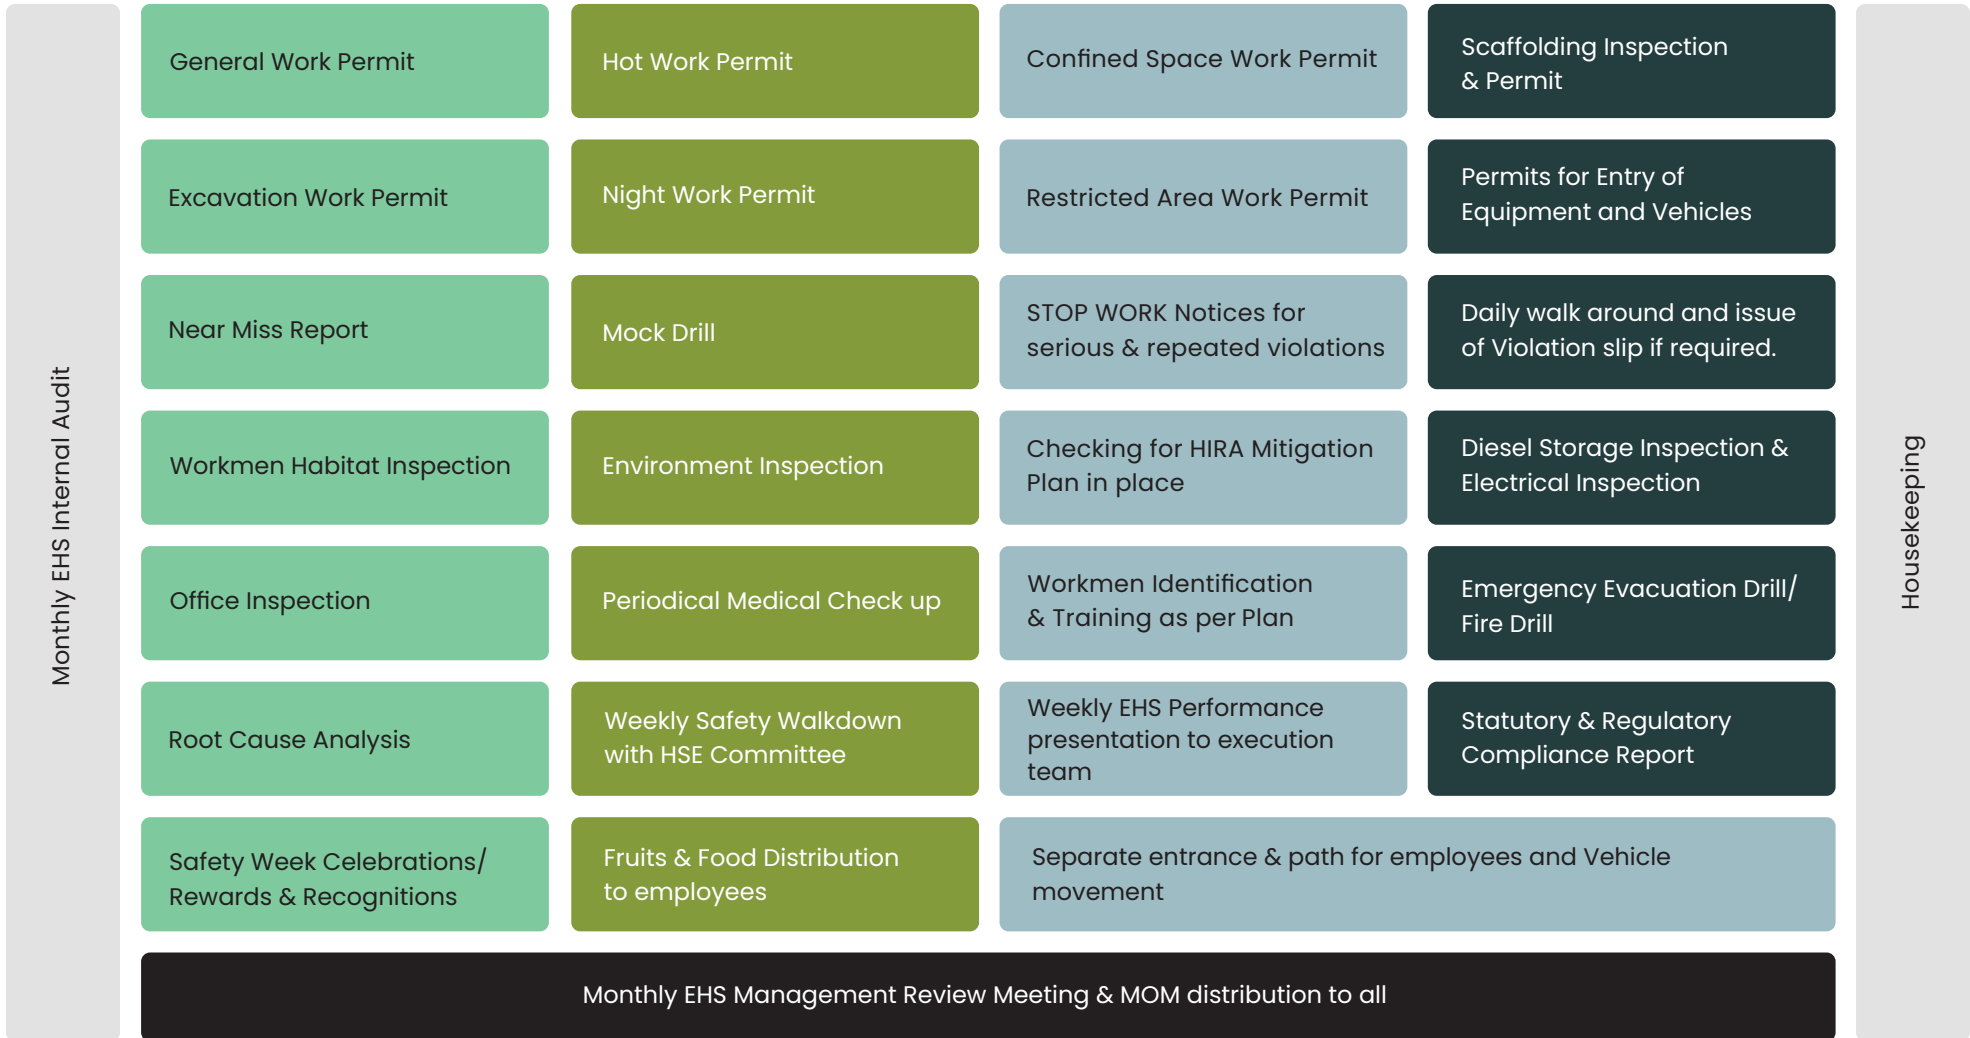 Monthly EHS Internal Audit
General Work Permit
Hot Work Permit
Confined Space Work Permit
Scaffolding Inspection
& Permit
Excavation Work Permit
Night Work Permit
Restricted Area Work Permit
Permits for Entry of
Equipment and Vehicles
Near Miss Report
Mock Drill
STOP WORK Notices for
serious & repeated violations
Daily walk around and issue
of Violation slip if required.
Workmen Habitat Inspection
Environment Inspection
Checking for HIRA Mitigation
Plan in place
Diesel Storage Inspection &
Electrical Inspection
Office Inspection
Periodical Medical Check up
Workmen Identification
& Training as per Plan
Emergency Evacuation Drill/
Fire Drill
Root Cause Analysis
Weekly Safety Walkdown
with HSE Committee
Weekly EHS Performance
presentation to execution
team
Statutory & Regulatory
Compliance Report
Safety Week Celebrations/
Rewards & Recognitions
Fruits & Food Distribution
to employees
Separate entrance & path for employees and Vehicle
movement
Monthly EHS Management Review Meeting & MOM distribution to all
Housekeeping